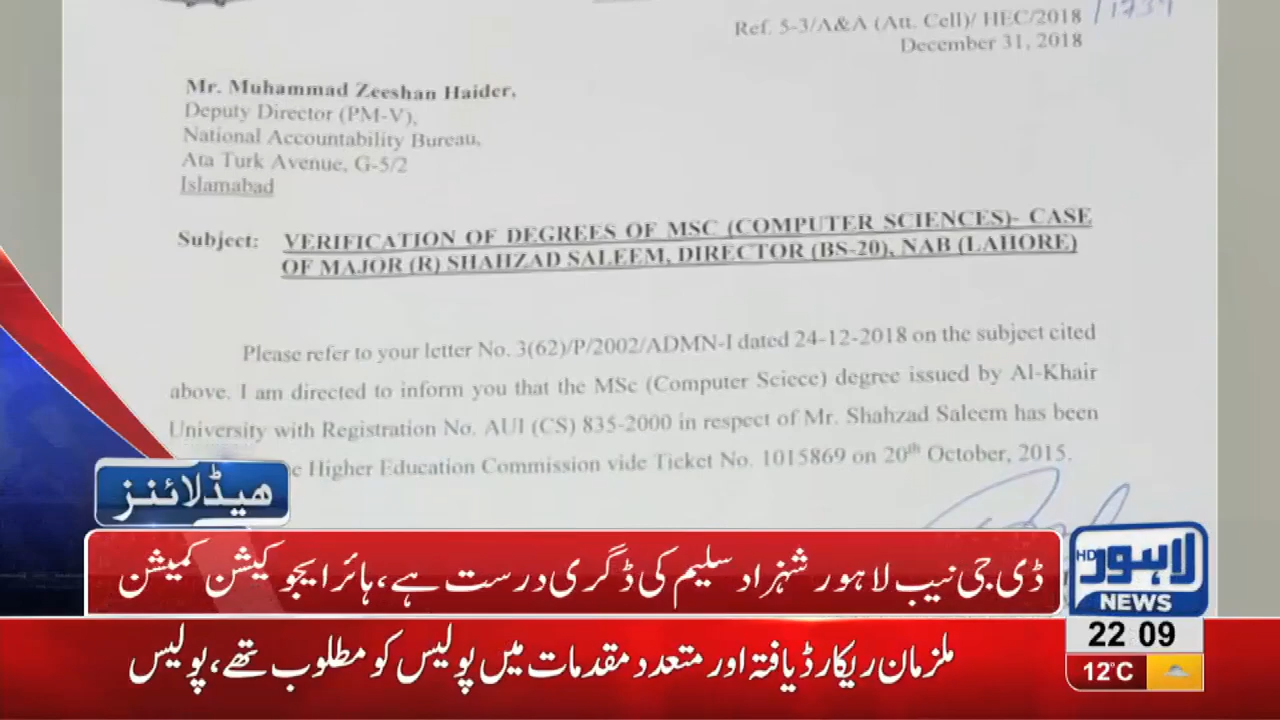 Ref. 5-3/A&A (Att. Cell)/ HEC/2018 /1739
December 31, 2018
Mr. Muhammad Zeeshan Haider,
Deputy Director (PM-V),
National Accountability Bureau,
Ata Turk Avenue, G-5/2
Islamabad
Subject: VERIFICATION OF DEGREES OF MSC (COMPUTER SCIENCES)- CASE
OF MAJOR (R) SHAHZAD SALEEM, DIRECTOR (BS-20), NAB (LAHORE)
Please refer to your letter No. 3(62)/P/2002/ADMN-I dated 24-12-2018 on the subject cited
above. I am directed to inform you that the MSc (Computer Sciece) degree issued by Al-Khair
University with Registration No. AUI (CS) 835-2000 in respect of Mr. Shahzad Saleem has been
Higher Education Commission vide Ticket No. 1015869 on 20th October, 2015.
ھیڈلائنز
ڈی جی نیب لاہور شہزاد سلیم کی ڈگری درست ہے، ہائر ایجوکیشن کمیشن
ملزمان ریکارڈ یافتہ اور متعدد مقدمات میں پولیس کو مطلوب تھے، پولیس
لاہور HD
NEWS
22 09
12°C